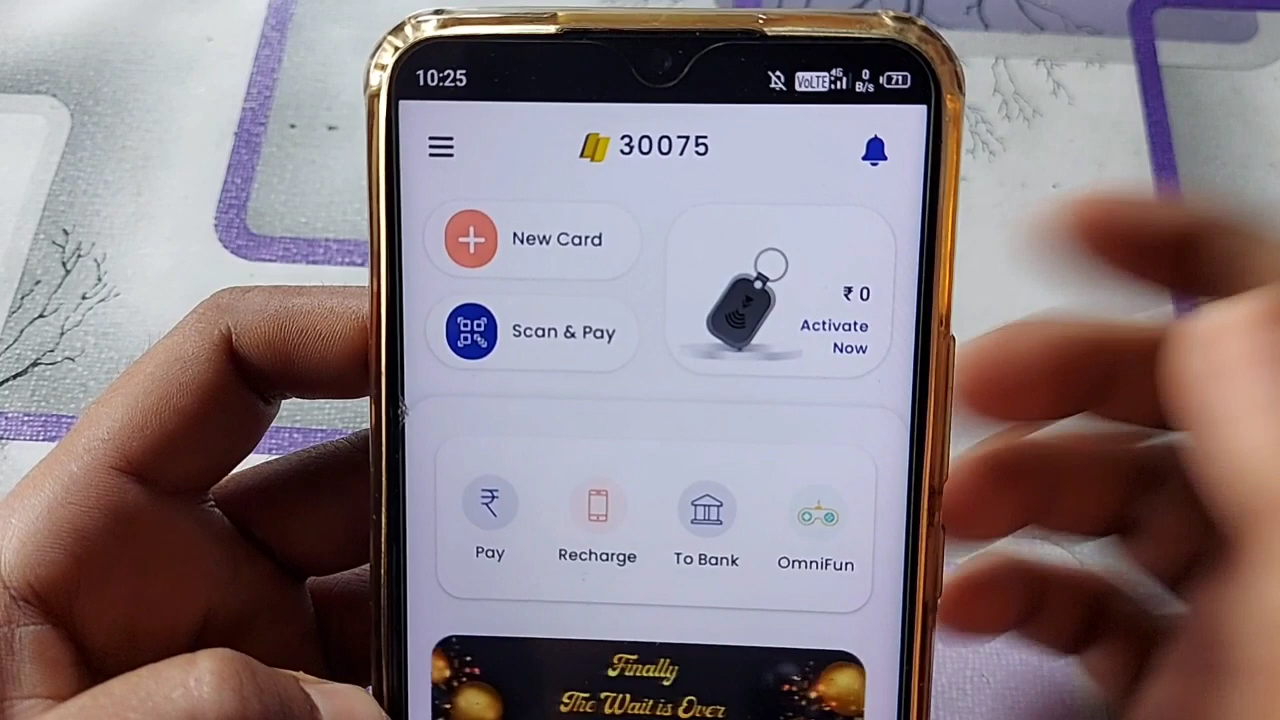 10:25
VoLTE 4G 0 B/s 71
30075
New Card
Scan & Pay
₹ 0
Activate
Now
Pay
Recharge
To Bank
OmniFun
Finally
The Wait is Over